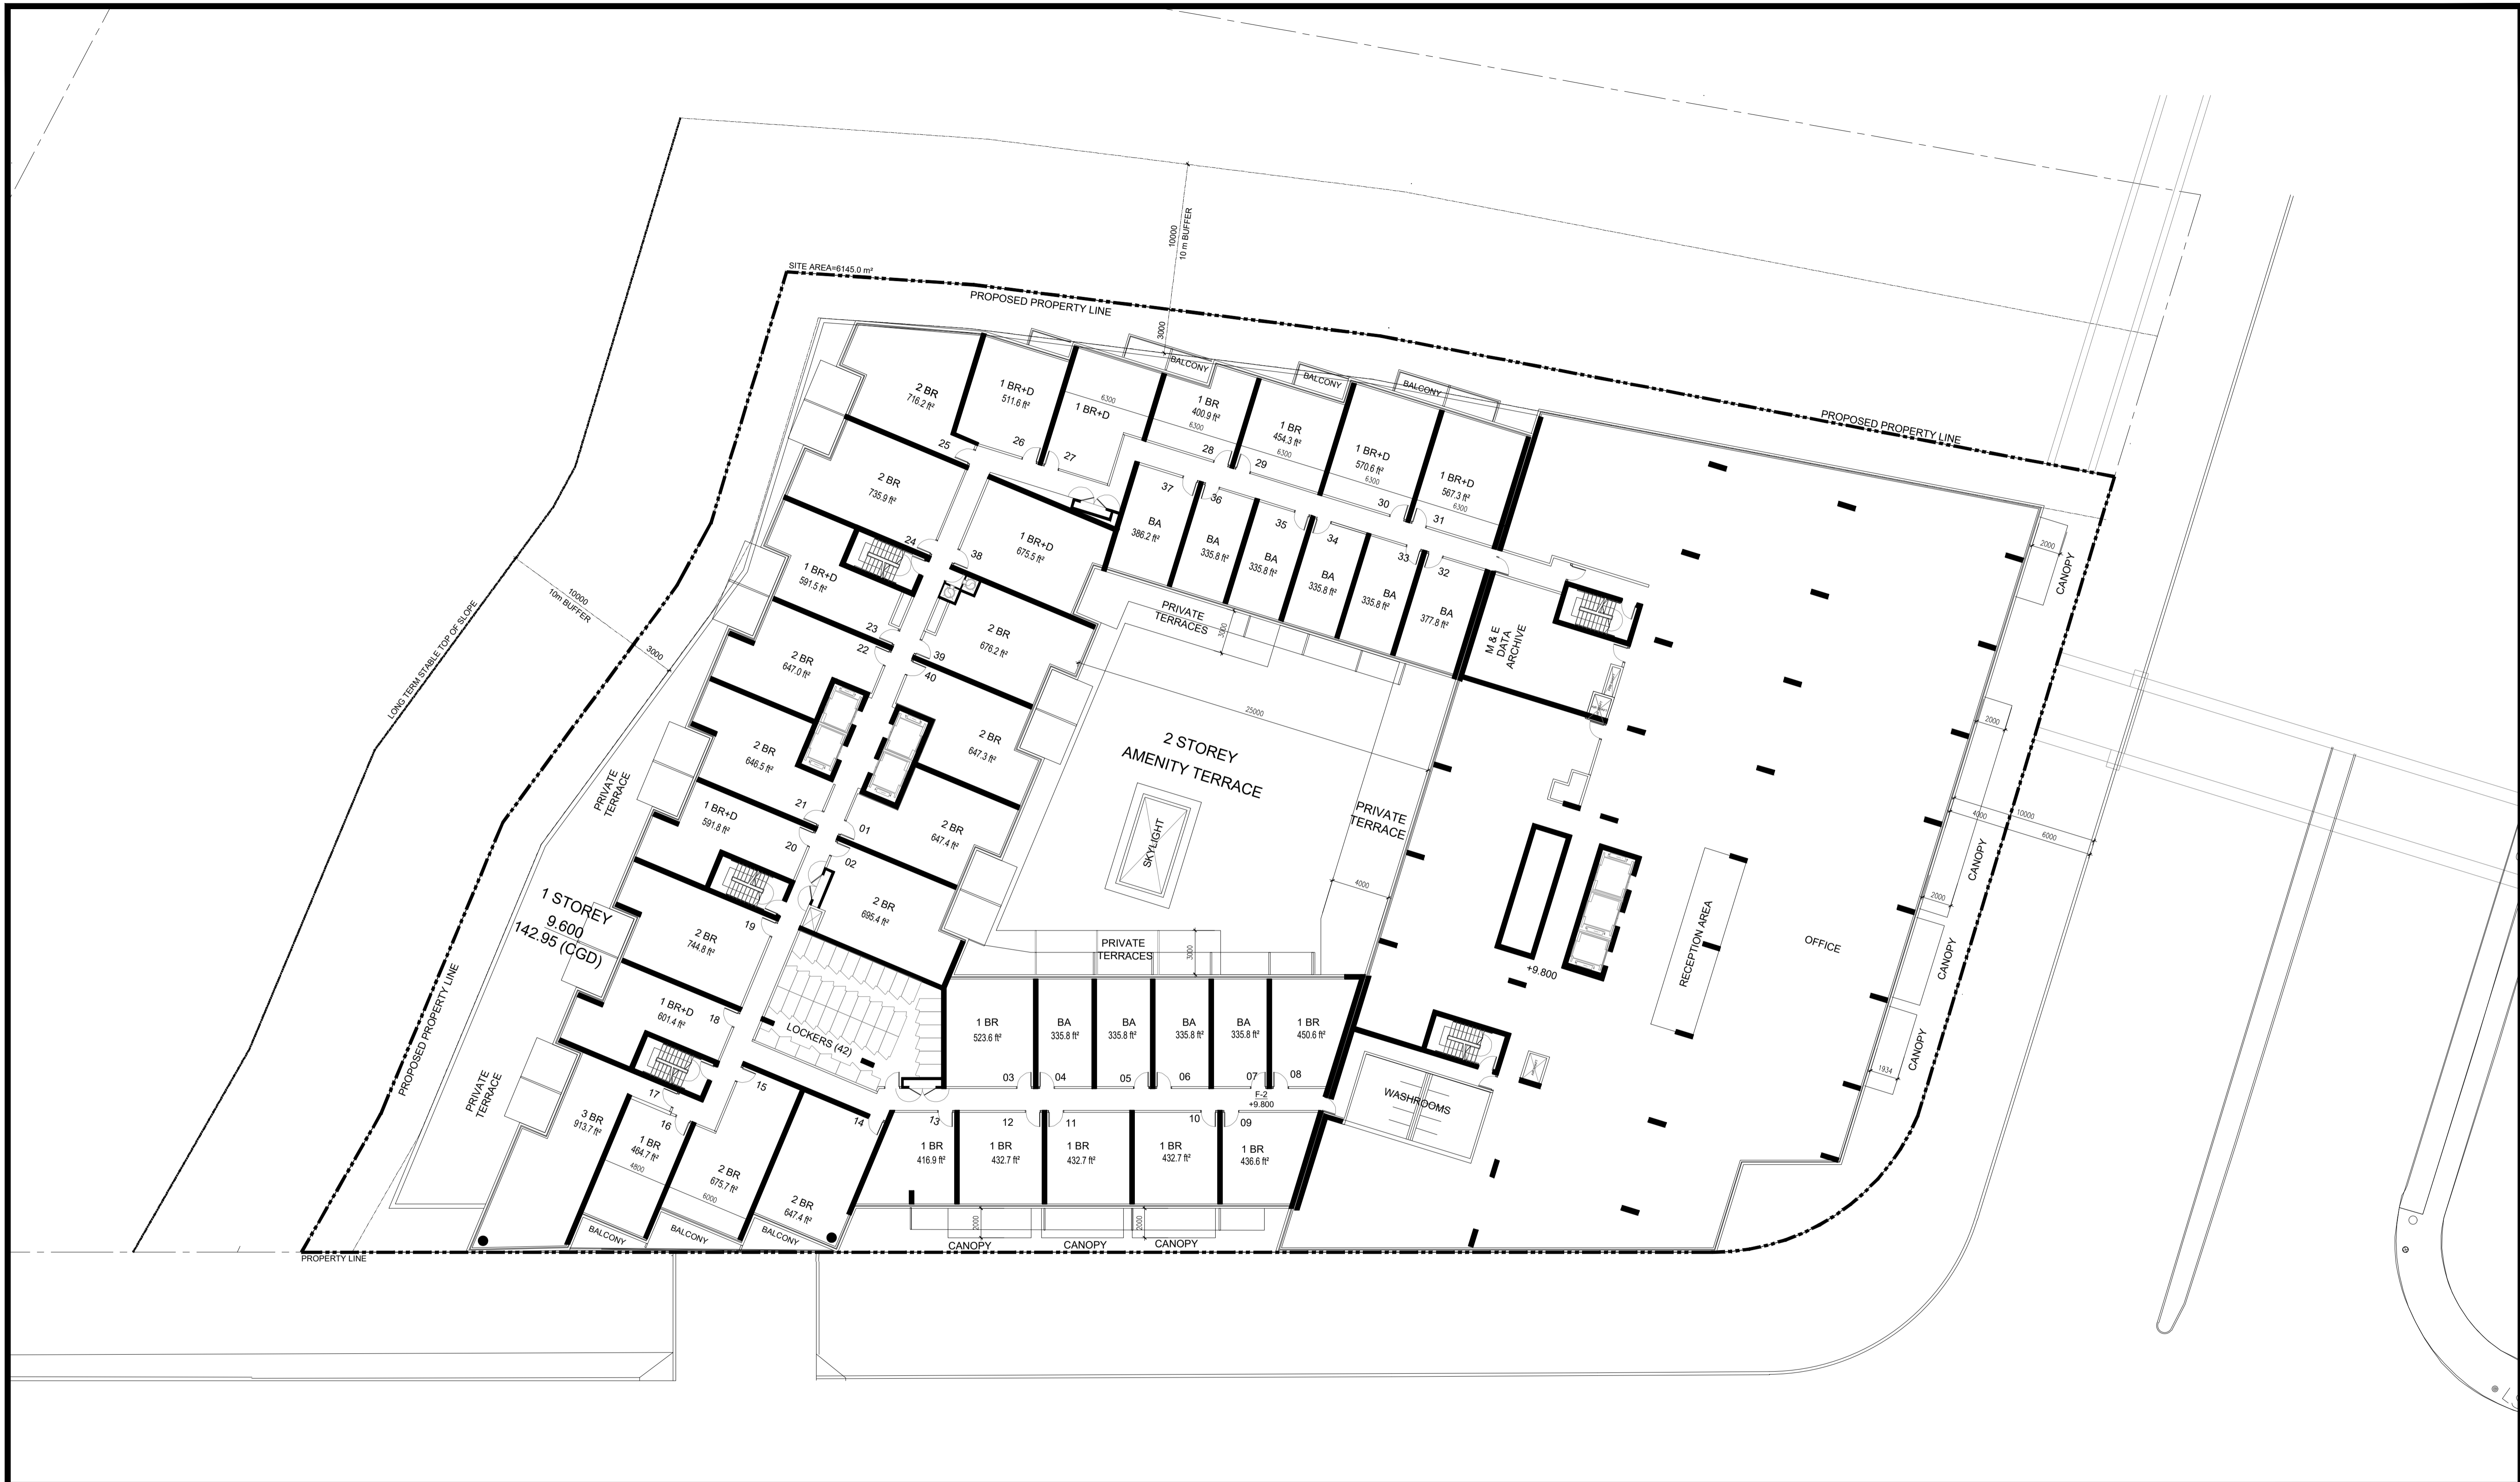 10000
10 m BUFFER
SITE AREA=6145.0 m²
PROPOSED PROPERTY LINE
3000
BALCONY
BALCONY
BALCONY
PROPOSED PROPERTY LINE
2 BR
716.2 ft²
25
1 BR+D
511.6 ft²
26
1 BR+D
6300
27
1 BR
400.9 ft²
6300
28
1 BR
454.3 ft²
6300
29
1 BR+D
570.6 ft²
6300
30
1 BR+D
567.3 ft²
6300
31
2 BR
735.9 ft²
24
1 BR+D
675.5 ft²
38
37
BA
386.2 ft²
36
BA
335.8 ft²
35
BA
335.8 ft²
34
BA
335.8 ft²
33
BA
335.8 ft²
32
BA
377.8 ft²
M & E
DATA
ARCHIVE
2000
CANOPY
1 BR+D
591.5 ft²
23
PRIVATE
TERRACES
3000
2 BR
676.2 ft²
39
10000
10m BUFFER
3000
LONG TERM STABLE TOP OF SLOPE
2 BR
647.0 ft²
22
40
2 BR
647.3 ft²
25000
2 STOREY
AMENITY TERRACE
SKYLIGHT
PRIVATE
TERRACE
4000
2 BR
646.5 ft²
21
01
2 BR
647.4 ft²
PRIVATE
TERRACE
1 BR+D
591.8 ft²
20
02
2 BR
695.4 ft²
2000
10000
4000
6000
CANOPY
2000
1 STOREY
9.600
142.95 (CGD)
2 BR
744.8 ft²
19
PRIVATE
TERRACES
3000
+9.800
RECEPTION AREA
OFFICE
CANOPY
CANOPY
1934
PROPOSED PROPERTY LINE
1 BR+D
601.4 ft²
18
LOCKERS (42)
1 BR
523.6 ft²
03
BA
335.8 ft²
04
BA
335.8 ft²
05
BA
335.8 ft²
06
BA
335.8 ft²
07
1 BR
450.6 ft²
08
F-2
+9.800
WASHROOMS
PRIVATE
TERRACE
3 BR
913.7 ft²
17
16
1 BR
464.7 ft²
4800
15
2 BR
675.7 ft²
6000
14
2 BR
647.4 ft²
13
1 BR
416.9 ft²
12
1 BR
432.7 ft²
11
1 BR
432.7 ft²
10
1 BR
432.7 ft²
09
1 BR
436.6 ft²
BALCONY
BALCONY
BALCONY
2000
2000
CANOPY
CANOPY
CANOPY
PROPERTY LINE